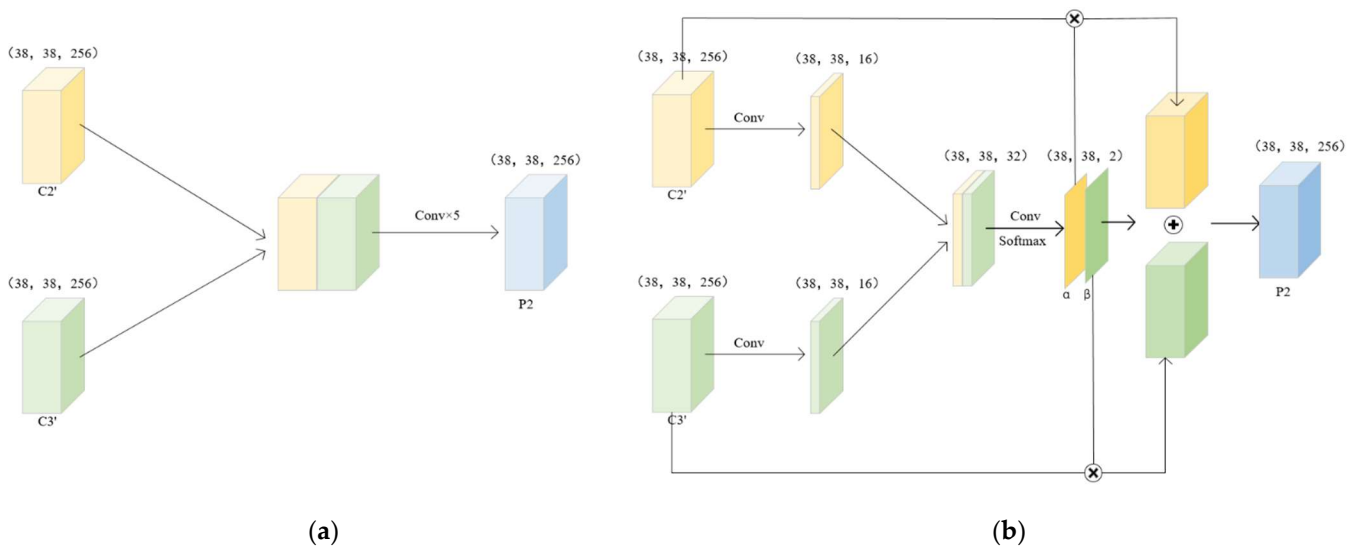 (38, 38, 256)
C2'
(38, 38, 256)
C3'
Conv×5
(38, 38, 256)
P2
(a)
(38, 38, 256)
C2'
Conv
(38, 38, 16)
(38, 38, 256)
C3'
Conv
(38, 38, 16)
(38, 38, 32)
Conv
Softmax
(38, 38, 2)
α β
(38, 38, 256)
P2
(b)